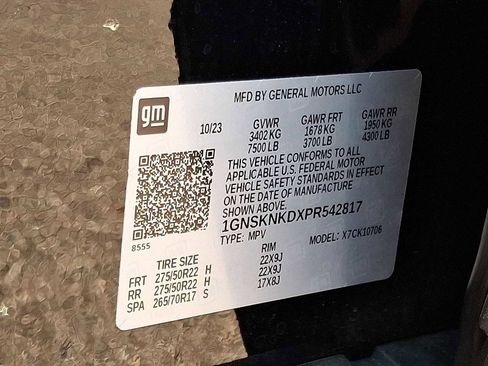 MFD BY GENERAL MOTORS LLC
gm
10/23 GVWR GAWR FRT GAWR RR
3402 KG 1678 KG 1950 KG
7500 LB 3700 LB 4300 LB
THIS VEHICLE CONFORMS TO ALL
APPLICABLE U.S. FEDERAL MOTOR
VEHICLE SAFETY STANDARDS IN EFFECT
ON THE DATE OF MANUFACTURE
SHOWN ABOVE.
1GNSKNKDXPR542817
8555
TYPE: MPV MODEL: X7CK10706
TIRE SIZE RIM
FRT 275/50R22 H 22X9J
RR 275/50R22 H 22X9J
SPA 265/70R17 S 17X8J